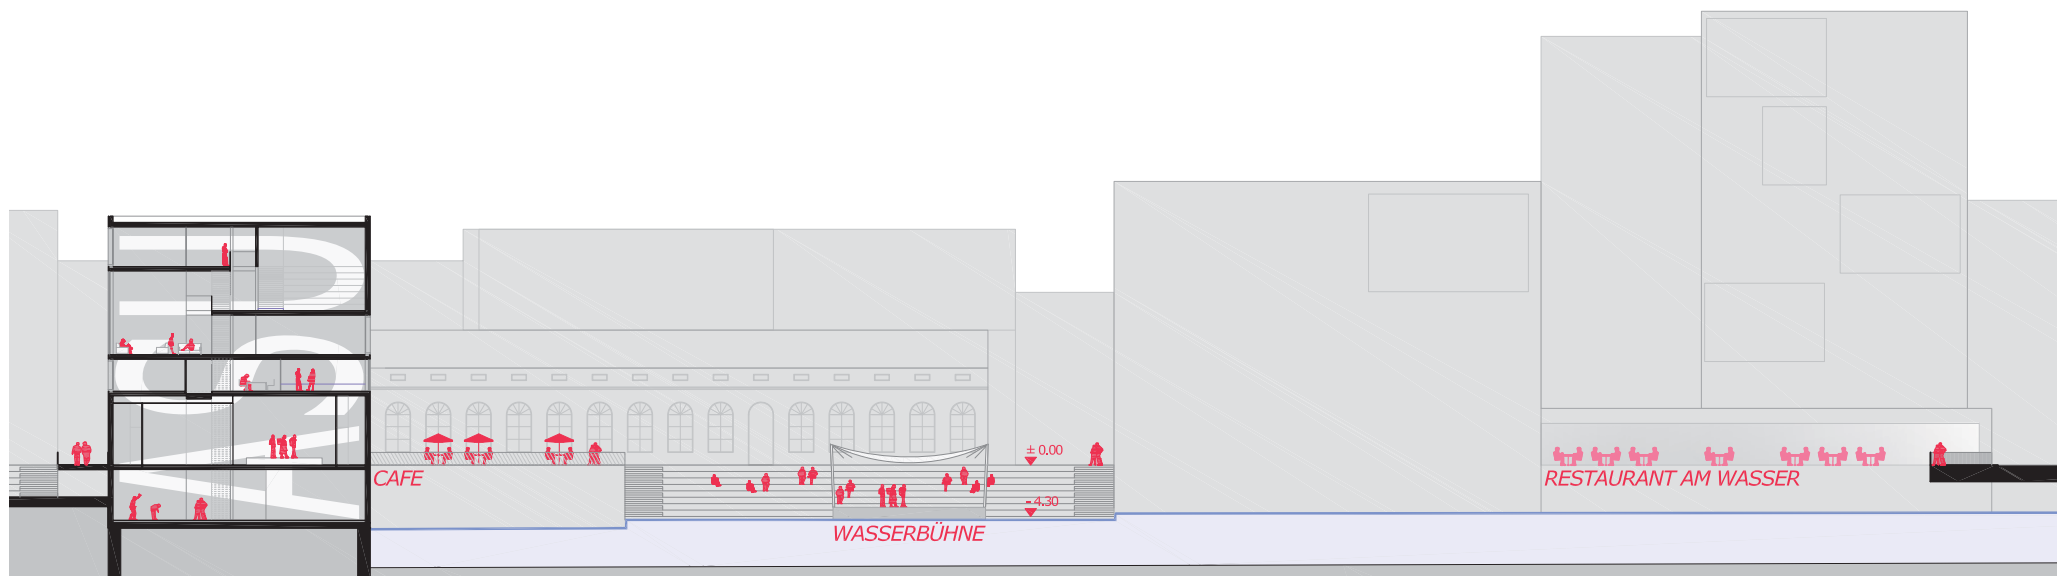 ± 0.00
CAFE
RESTAURANT AM WASSER
- 4.30
WASSERBÜHNE